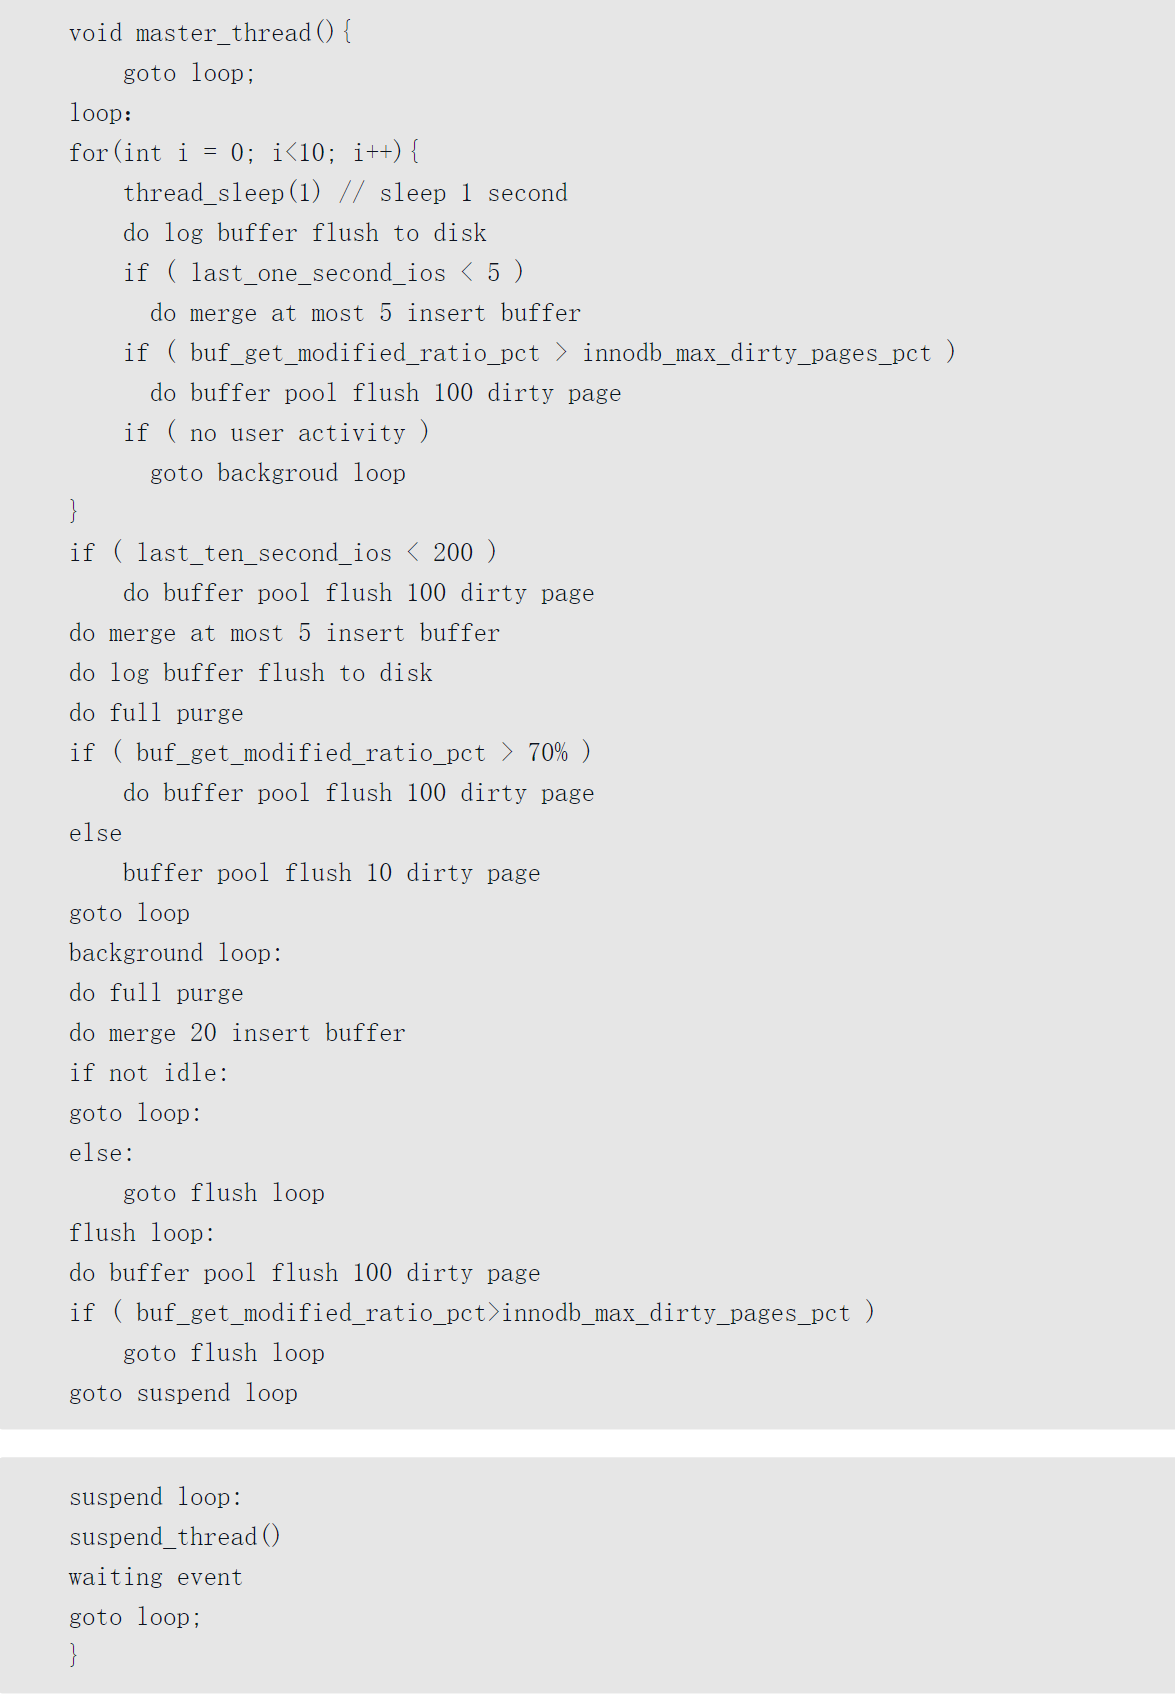 void master_thread(){
goto loop;
loop:
for(int i = 0; i<10; i++){
thread_sleep(1) // sleep 1 second
do log buffer flush to disk
if ( last_one_second_ios < 5 )
do merge at most 5 insert buffer
if ( buf_get_modified_ratio_pct > innodb_max_dirty_pages_pct )
do buffer pool flush 100 dirty page
if ( no user activity )
goto backgroud loop
}
if ( last_ten_second_ios < 200 )
do buffer pool flush 100 dirty page
do merge at most 5 insert buffer
do log buffer flush to disk
do full purge
if ( buf_get_modified_ratio_pct > 70% )
do buffer pool flush 100 dirty page
else
buffer pool flush 10 dirty page
goto loop
background loop:
do full purge
do merge 20 insert buffer
if not idle:
goto loop:
else:
goto flush loop
flush loop:
do buffer pool flush 100 dirty page
if ( buf_get_modified_ratio_pct>innodb_max_dirty_pages_pct )
goto flush loop
goto suspend loop
suspend loop:
suspend_thread()
waiting event
goto loop;
}